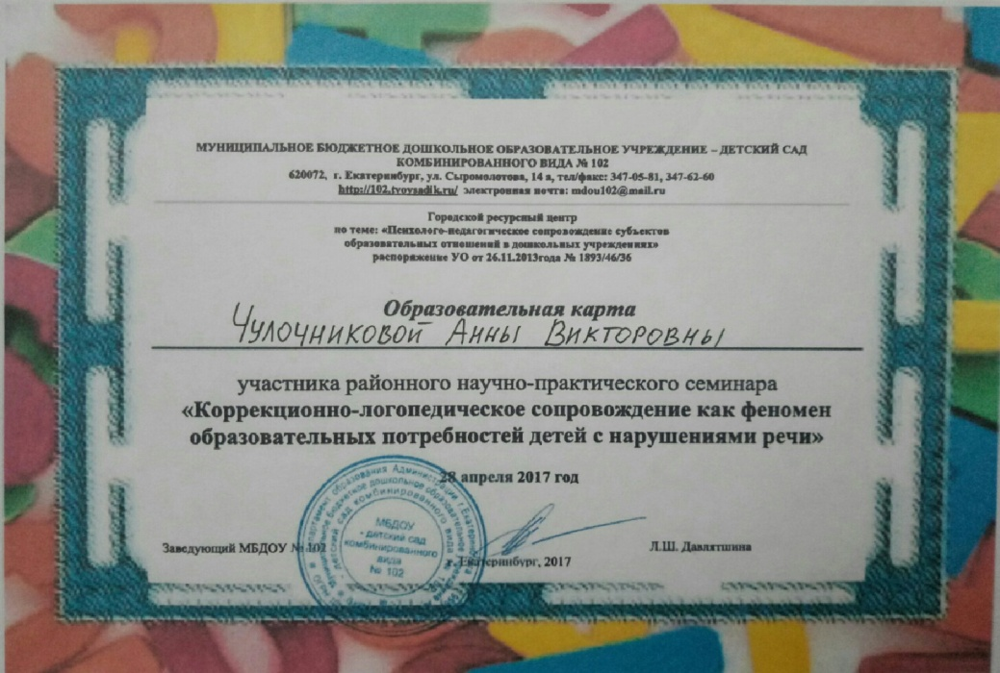 МУНИЦИПАЛЬНОЕ БЮДЖЕТНОЕ ДОШКОЛЬНОЕ ОБРАЗОВАТЕЛЬНОЕ УЧРЕЖДЕНИЕ – ДЕТСКИЙ САД
КОМБИНИРОВАННОГО ВИДА № 102
620072, г. Екатеринбург, ул. Сыромолотова, 14 а, тел/факс: 347-05-81, 347-62-60
http://102.tvoysadik.ru/ электронная почта: mdou102@mail.ru
Городской ресурсный центр
по теме: «Психолого-педагогическое сопровождение субъектов
образовательных отношений в дошкольных учреждениях»
распоряжение УО от 26.11.2013года № 1893/46/36
Образовательная карта
Чулочниковой Анны Викторовны
участника районного научно-практического семинара
«Коррекционно-логопедическое сопровождение как феномен
образовательных потребностей детей с нарушениями речи»
28 апреля 2017 год
Заведующий МБДОУ № 102
Л.Ш. Давлятшина
г. Екатеринбург, 2017
МБДОУ
- детский сад
комбинированного
вида
№ 102